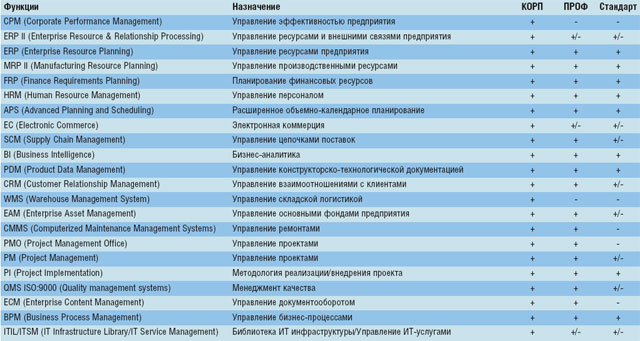 Функции Назначение КОРП ПРОФ Стандарт
CPM (Corporate Performance Management) Управление эффективностью предприятия + - -
ERP II (Enterprise Resource & Relationship Processing) Управление ресурсами и внешними связями предприятия + +/- +/-
ERP (Enterprise Resource Planning) Управление ресурсами предприятия + + +
MRP II (Manufacturing Resource Planning) Управление производственными ресурсами + + +
FRP (Finance Requirements Planning) Планирование финансовых ресурсов + + +
HRM (Human Resource Management) Управление персоналом + + +
APS (Advanced Planning and Scheduling) Расширенное объемно-календарное планирование + + +
EC (Electronic Commerce) Электронная коммерция + +/- +/-
SCM (Supply Chain Management) Управление цепочками поставок + + +/-
BI (Business Intelligence) Бизнес-аналитика + + +
PDM (Product Data Management) Управление конструкторско-технологической документацией + + +
CRM (Customer Relationship Management) Управление взаимоотношениями с клиентами + + +/-
WMS (Warehouse Management System) Управление складской логистикой + - -
EAM (Enterprise Asset Management) Управление основными фондами предприятия + + +/-
CMMS (Computerized Maintenance Management Systems) Управление ремонтами + + -
PMO (Project Management Office) Управление проектами + + -
PM (Project Management) Управление проектами + + +/-
PI (Project Implementation) Методология реализации/внедрения проекта + + +
QMS ISO:9000 (Quality management systems) Менеджмент качества + + +/-
ECM (Enterprise Content Management) Управление документооборотом + + -
BPM (Business Process Management) Управление бизнес-процессами + + +
ITIL/ITSM (IT Infrastructure Library/IT Service Management) Библиотека ИТ инфраструктуры/Управление ИТ-услугами + +/- +/-